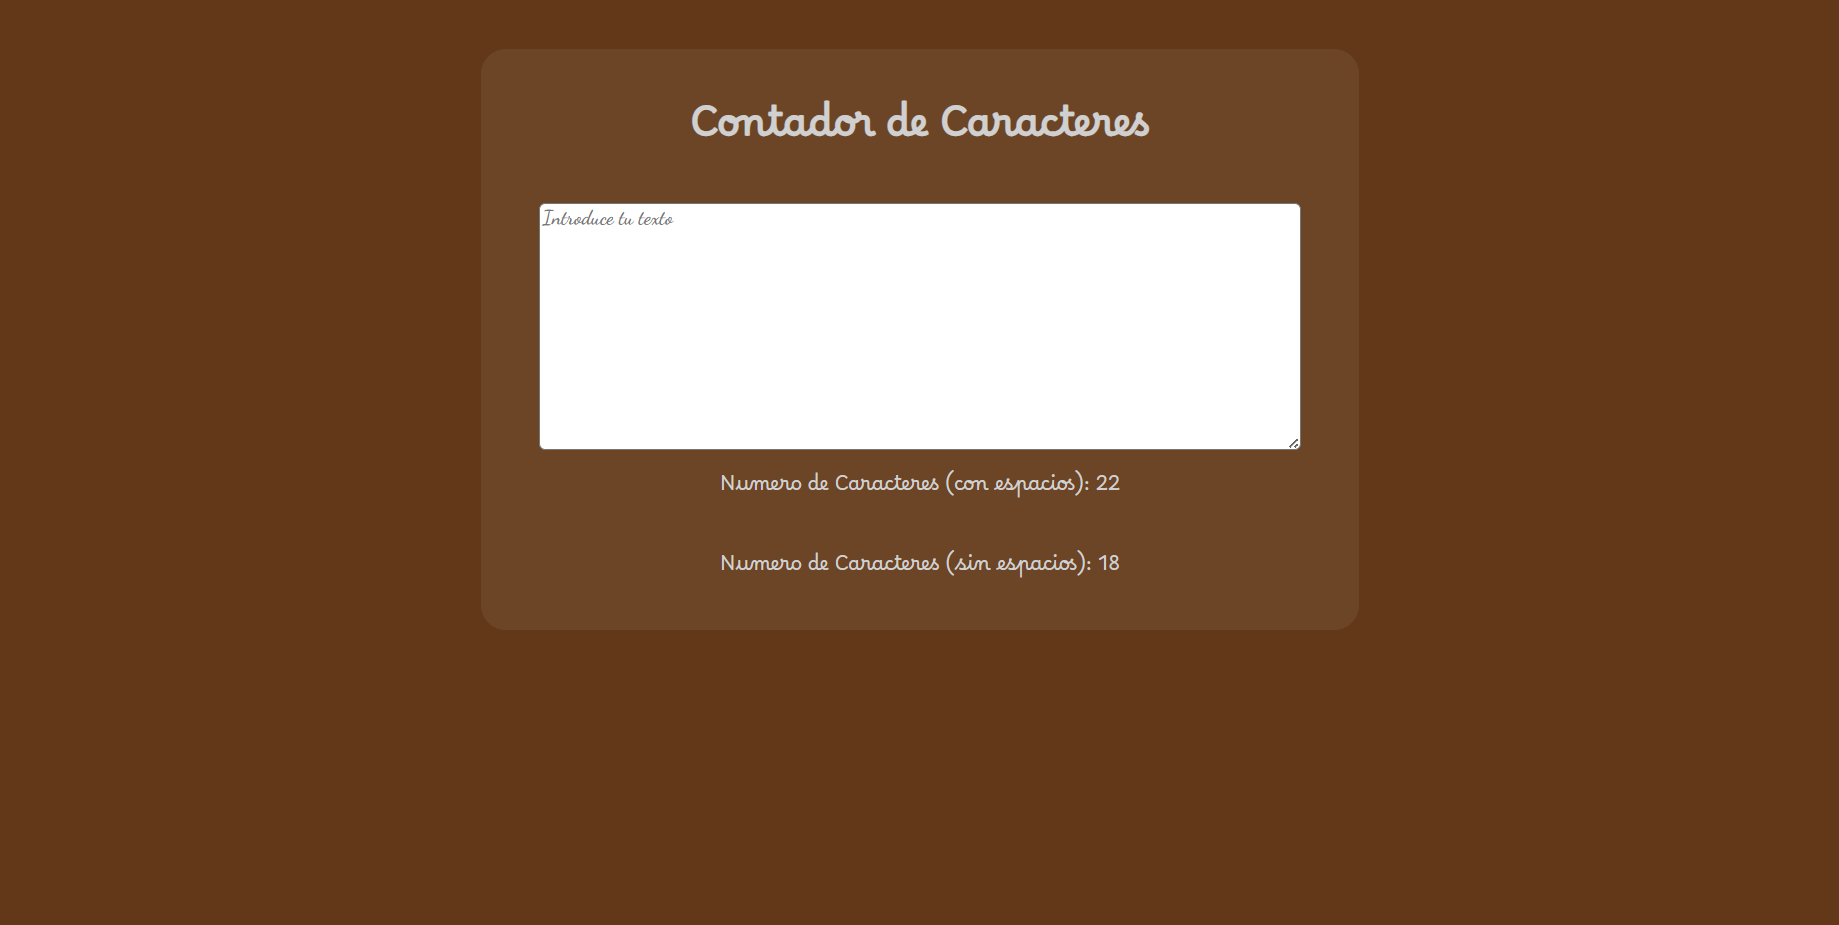 Contador de Caracteres
Introduce tu texto
Numero de Caracteres (con espacios): 22
Numero de Caracteres (sin espacios): 18